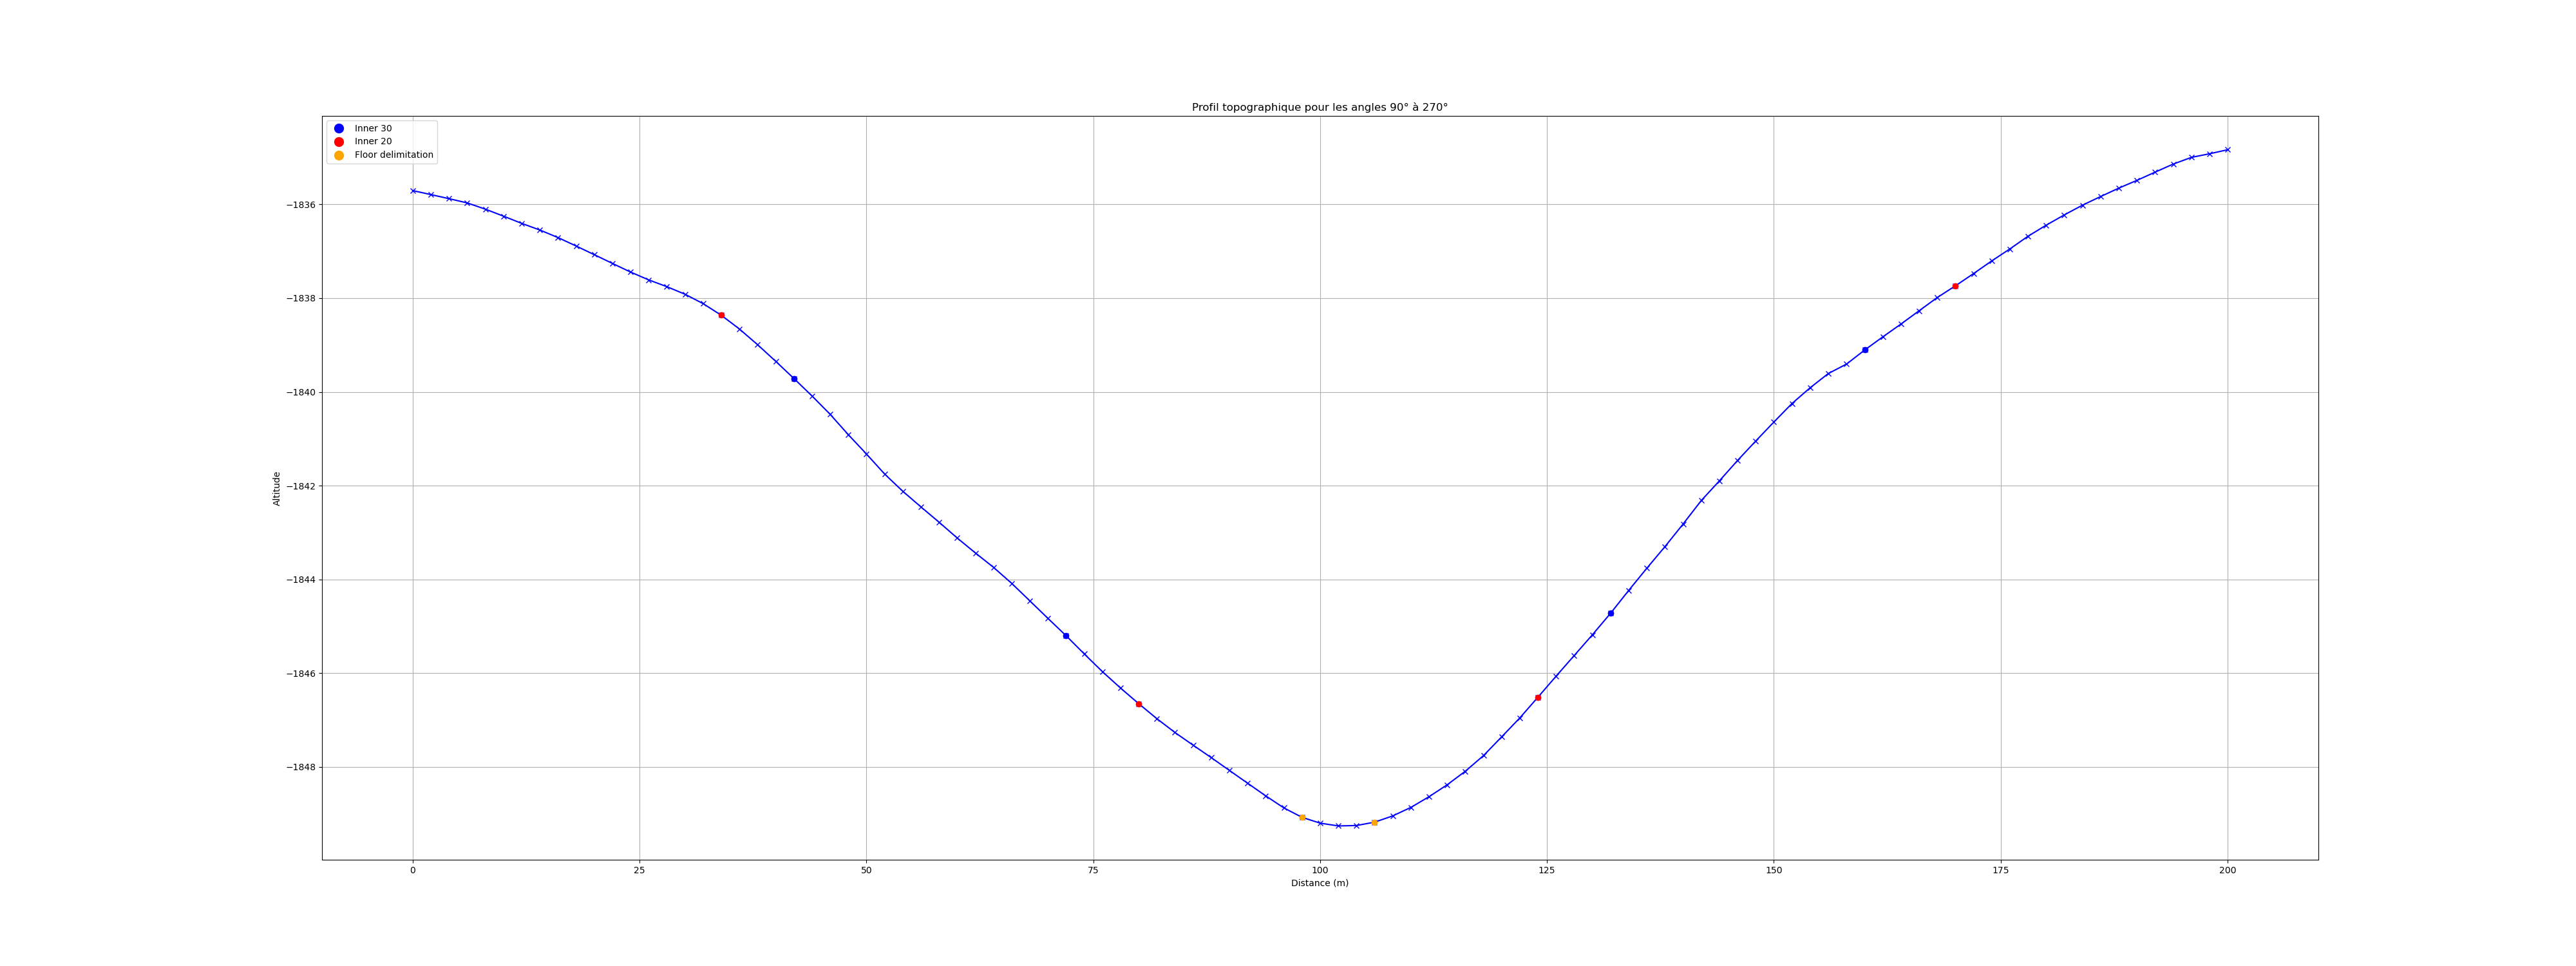 Profil topographique pour les angles 90° à 270°
Inner 30
Inner 20
Floor delimitation
−1836
−1838
−1840
−1842
−1844
−1846
−1848
Altitude
0
25
50
75
100
125
150
175
200
Distance (m)